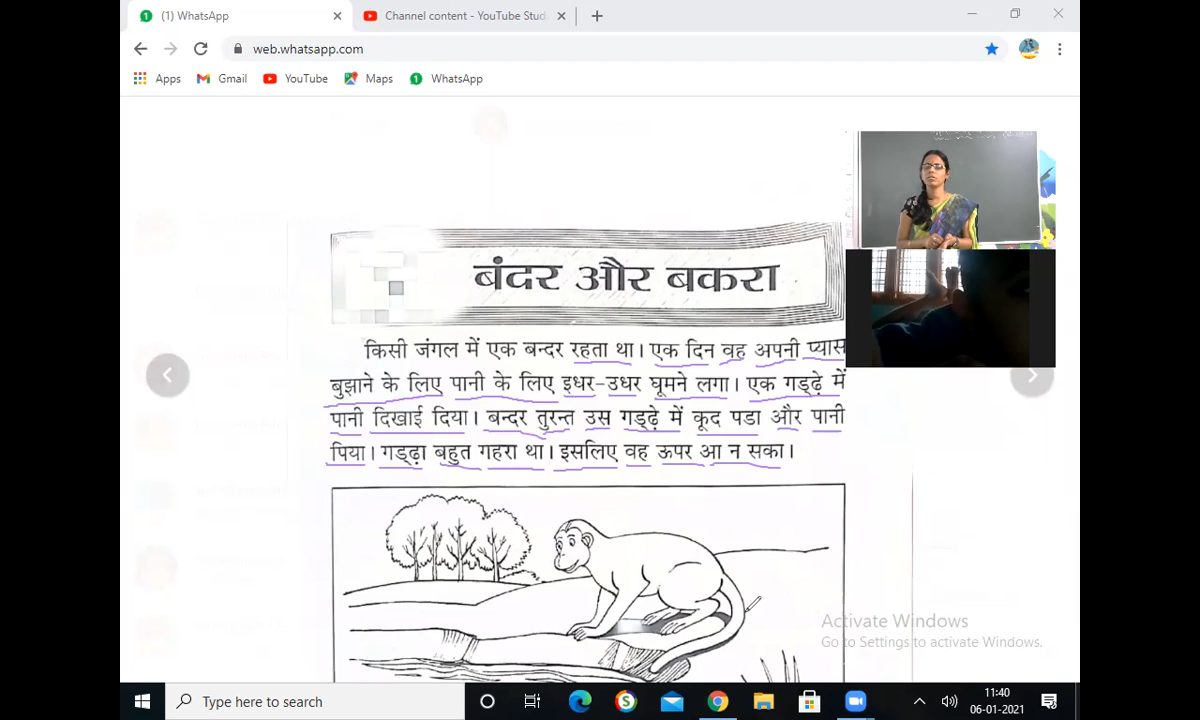 (1) WhatsApp
Channel content - YouTube Stud
web.whatsapp.com
Apps Gmail YouTube Maps WhatsApp
बंदर और बकरा
किसी जंगल में एक बन्दर रहता था। एक दिन वह अपनी प्यास
बुझाने के लिए पानी के लिए इधर-उधर घूमने लगा। एक गड्ढ़े में
पानी दिखाई दिया। बन्दर तुरन्त उस गड्ढ़े में कूद पडा और पानी
पिया। गड्ढ़ा बहुत गहरा था। इसलिए वह ऊपर आ न सका।
Activate Windows
Go to Settings to activate Windows.
Type here to search
11:40
06-01-2021